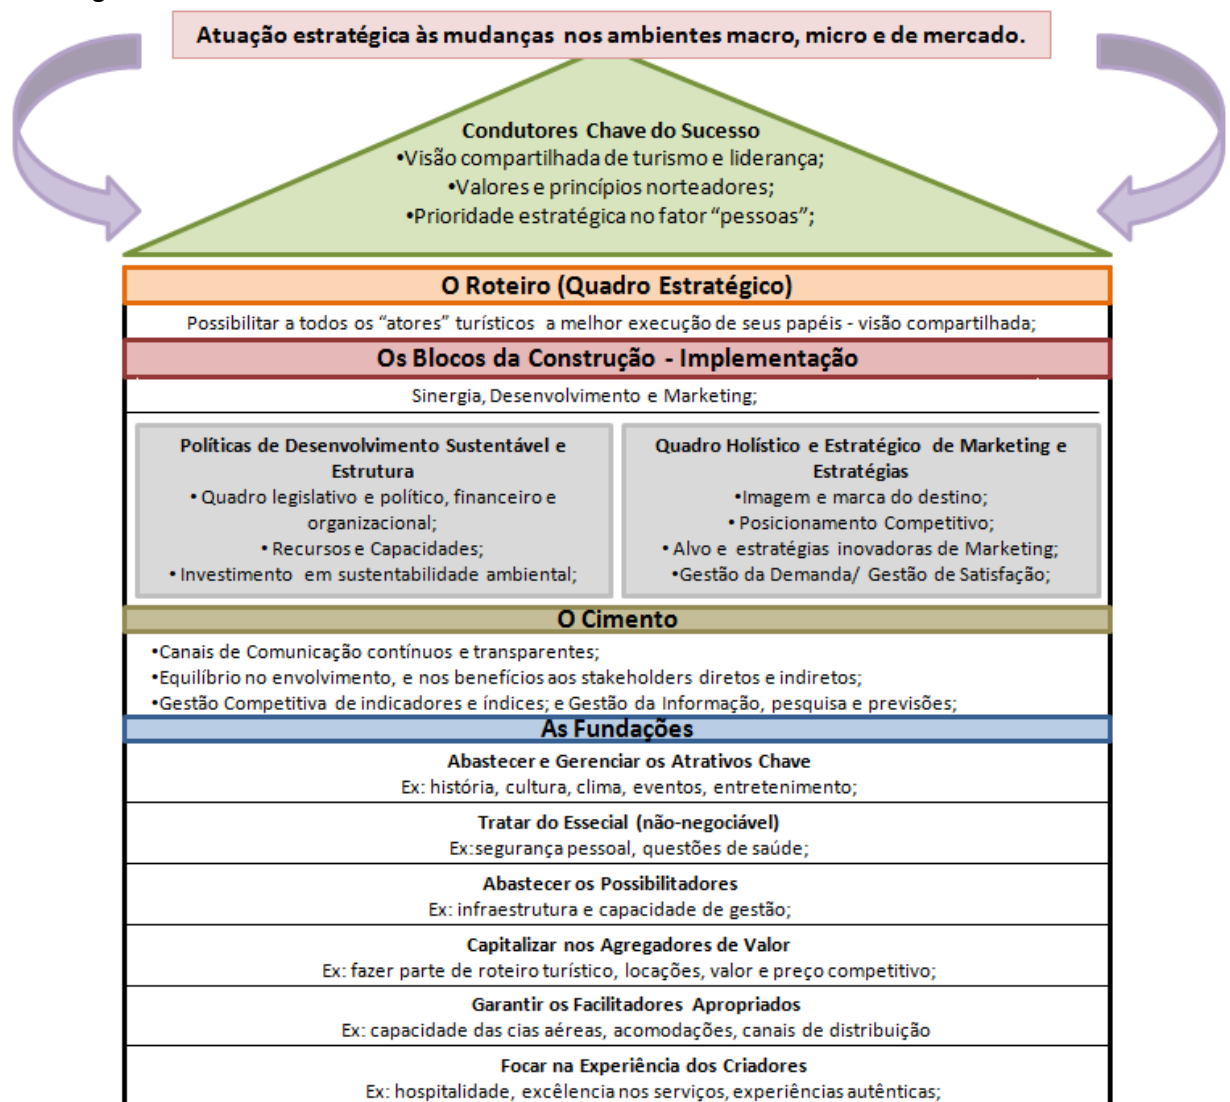 Atuação estratégica às mudanças nos ambientes macro, micro e de mercado.
Condutores Chave do Sucesso
•Visão compartilhada de turismo e liderança;
•Valores e princípios norteadores;
•Prioridade estratégica no fator “pessoas”;
O Roteiro (Quadro Estratégico)
Possibilitar a todos os “atores” turísticos a melhor execução de seus papéis - visão compartilhada;
Os Blocos da Construção - Implementação
Sinergia, Desenvolvimento e Marketing;
Políticas de Desenvolvimento Sustentável e
Estrutura
• Quadro legislativo e político, financeiro e
organizacional;
• Recursos e Capacidades;
• Investimento em sustentabilidade ambiental;
Quadro Holístico e Estratégico de Marketing e
Estratégias
•Imagem e marca do destino;
• Posicionamento Competitivo;
• Alvo e estratégias inovadoras de Marketing;
•Gestão da Demanda/ Gestão de Satisfação;
O Cimento
•Canais de Comunicação contínuos e transparentes;
•Equilíbrio no envolvimento, e nos benefícios aos stakeholders diretos e indiretos;
•Gestão Competitiva de indicadores e índices; e Gestão da Informação, pesquisa e previsões;
As Fundações
Abastecer e Gerenciar os Atrativos Chave
Ex: história, cultura, clima, eventos, entretenimento;
Tratar do Essecial (não-negociável)
Ex:segurança pessoal, questões de saúde;
Abastecer os Possibilitadores
Ex: infraestrutura e capacidade de gestão;
Capitalizar nos Agregadores de Valor
Ex: fazer parte de roteiro turístico, locações, valor e preço competitivo;
Garantir os Facilitadores Apropriados
Ex: capacidade das cias aéreas, acomodações, canais de distribuição
Focar na Experiência dos Criadores
Ex: hospitalidade, excêlencia nos serviços, experiências autênticas;